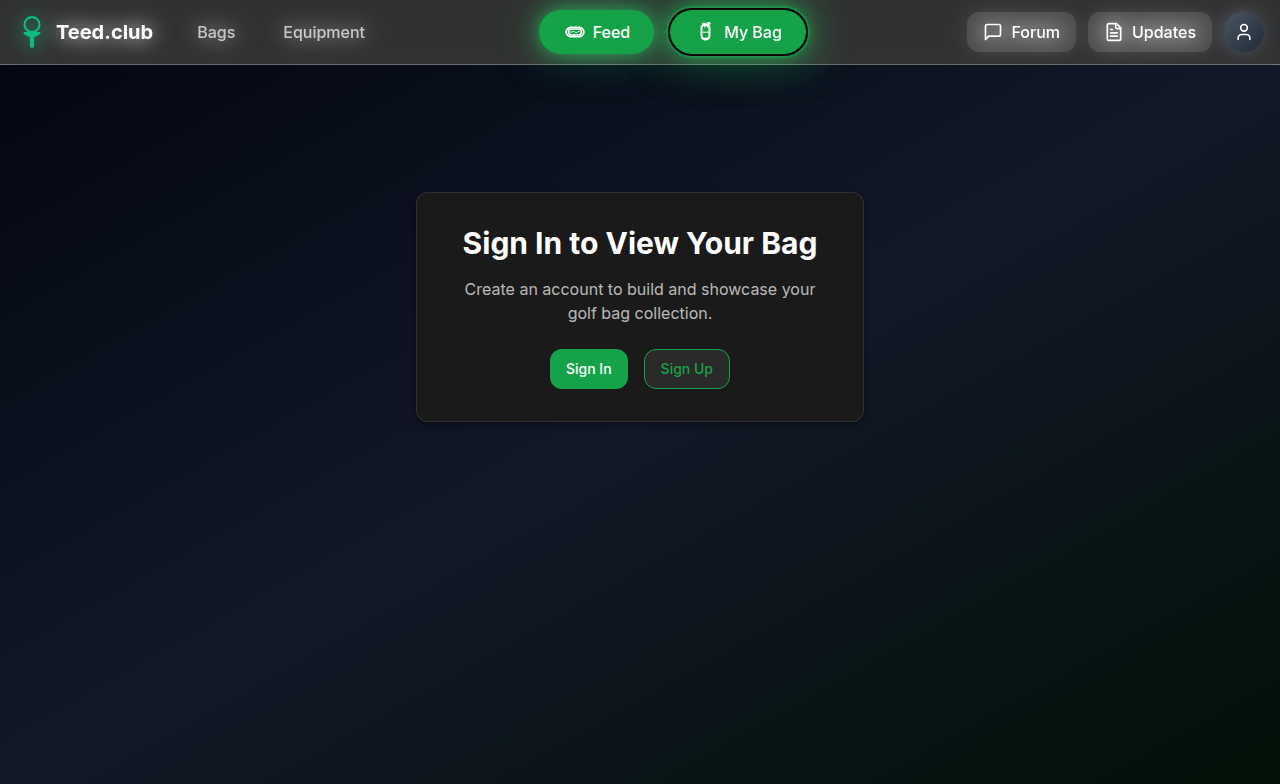 Teed.club
Bags
Equipment
Feed
My Bag
Forum
Updates
Sign In to View Your Bag
Create an account to build and showcase your
golf bag collection.
Sign In
Sign Up